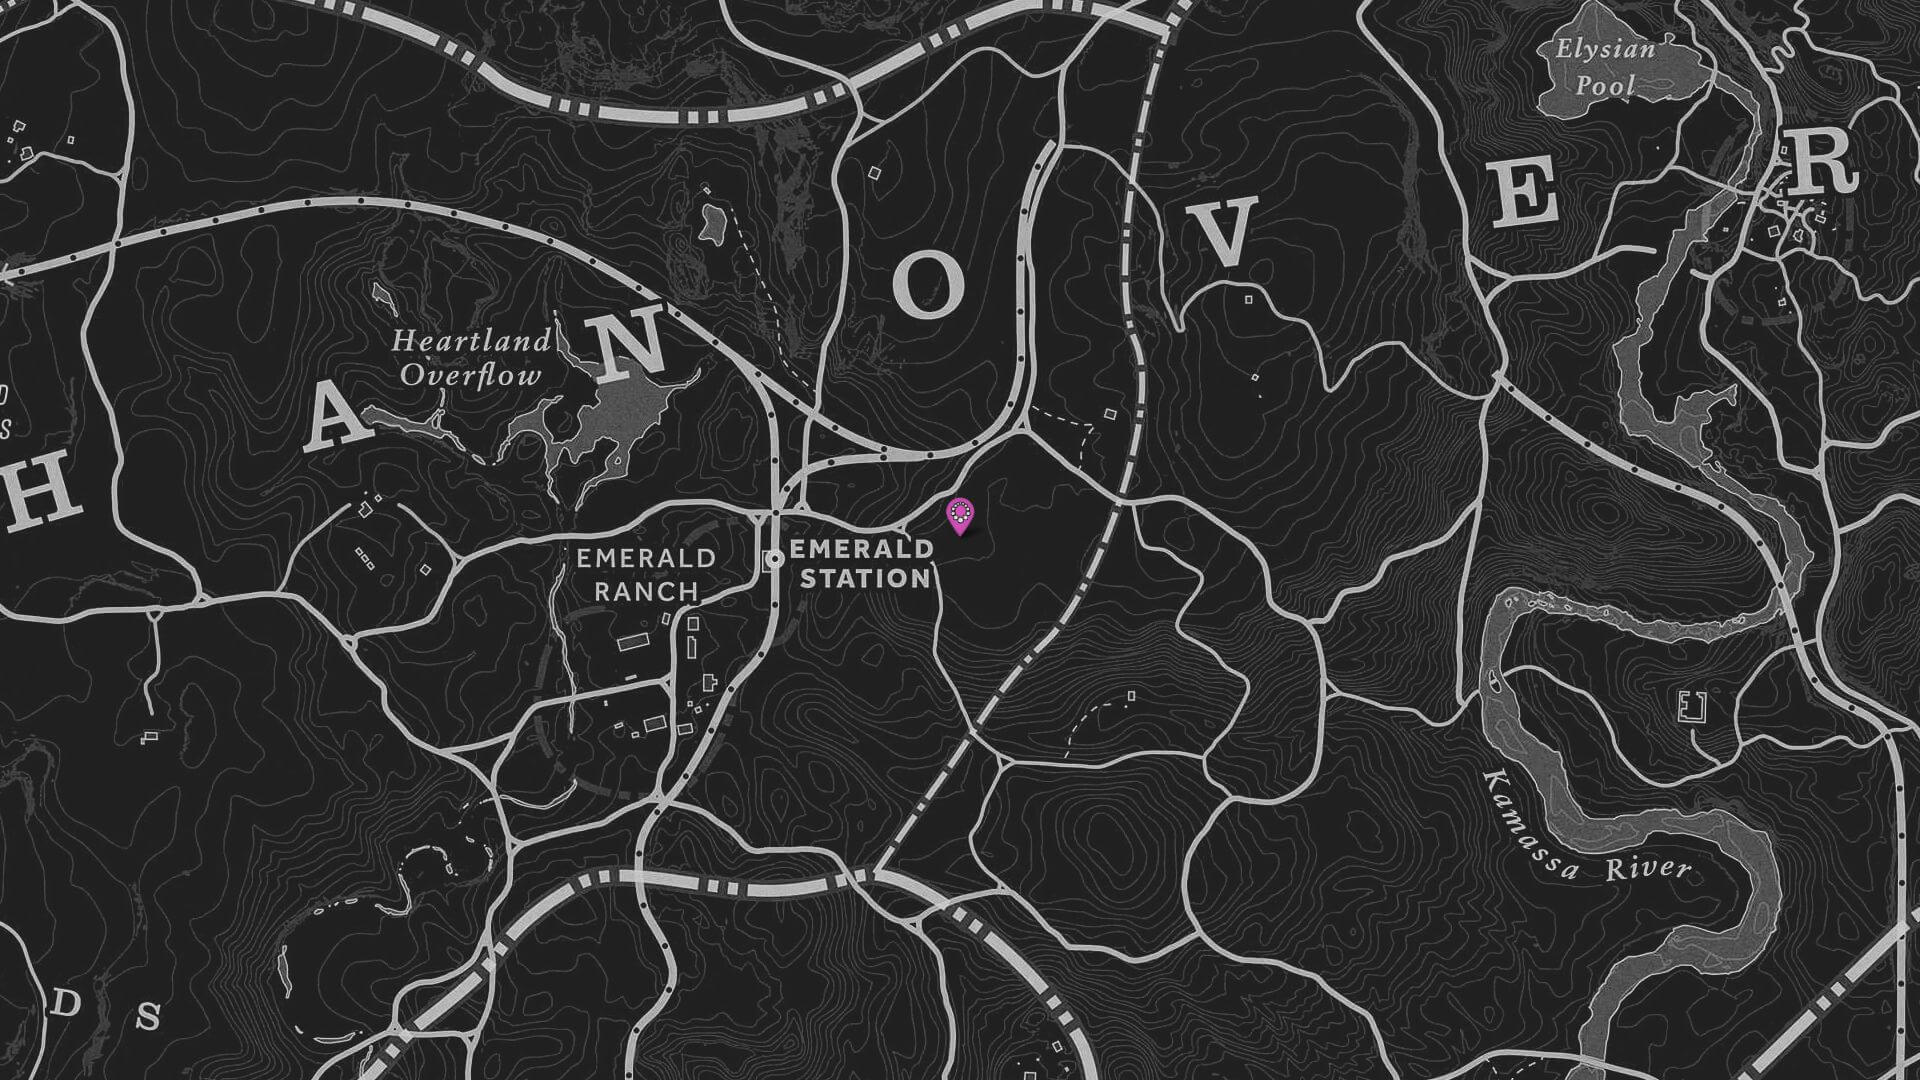 Elysian
Pool
R
E
V
O
N
A
H
Heartland
Overflow
D
S
EMERALD
RANCH
EMERALD
STATION
Kamassa River
D S